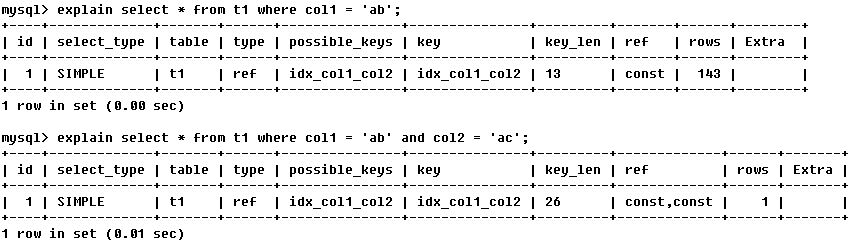 mysql> explain select * from t1 where col1 = 'ab';
+----+-------------+-------+------+---------------+---------------+---------+-------+------+-------+
| id | select_type | table | type | possible_keys | key           | key_len | ref   | rows | Extra |
+----+-------------+-------+------+---------------+---------------+---------+-------+------+-------+
| 1 | SIMPLE      | t1    | ref  | idx_col1_col2 | idx_col1_col2 | 13      | const | 143  |       |
+----+-------------+-------+------+---------------+---------------+---------+-------+------+-------+
1 row in set (0.00 sec)
mysql> explain select * from t1 where col1 = 'ab' and col2 = 'ac';
+----+-------------+-------+------+---------------+---------------+---------+-------------+------+-------+
| id | select_type | table | type | possible_keys | key           | key_len | ref         | rows | Extra |
+----+-------------+-------+------+---------------+---------------+---------+-------------+------+-------+
| 1 | SIMPLE      | t1    | ref  | idx_col1_col2 | idx_col1_col2 | 26      | const,const | 1 |       |
+----+-------------+-------+------+---------------+---------------+---------+-------------+------+-------+
1 row in set (0.01 sec)